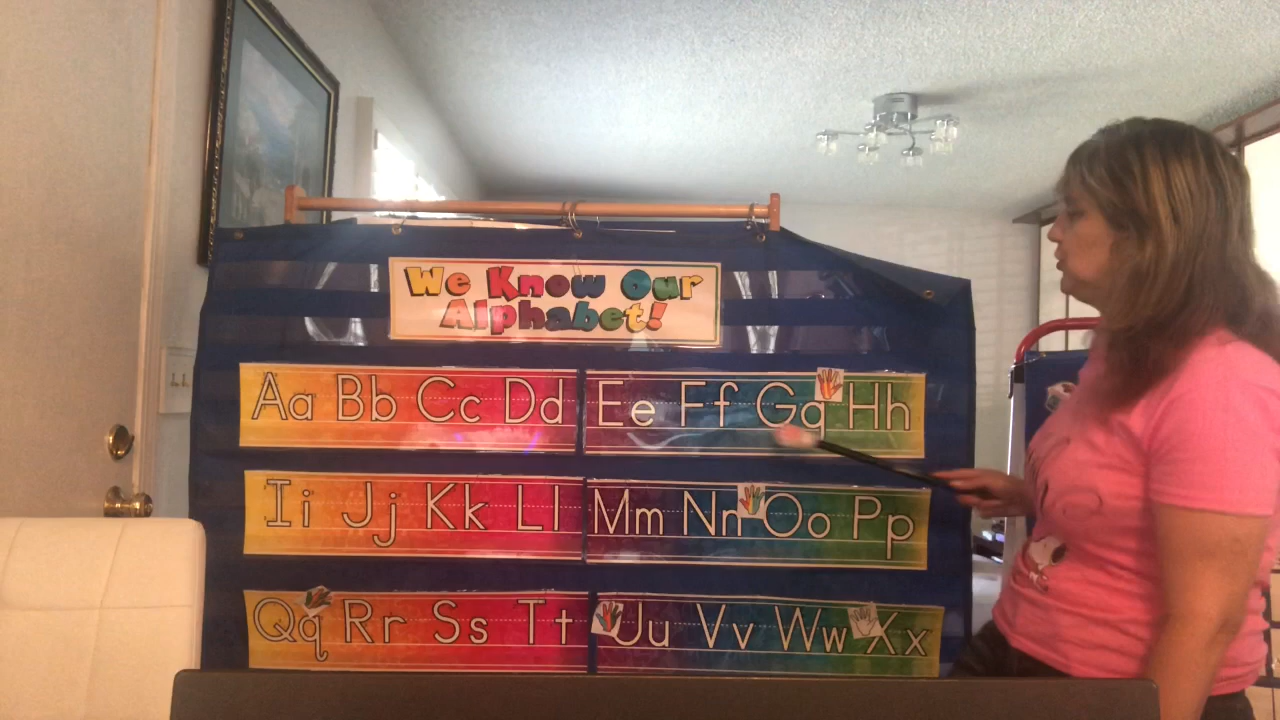 We Know Our
Alphabet!
Aa Bb Cc Dd Ee Ff Gg Hh
Ii Jj Kk Ll Mm Nn Oo Pp
Qq Rr Ss Tt Uu Vv Ww Xx